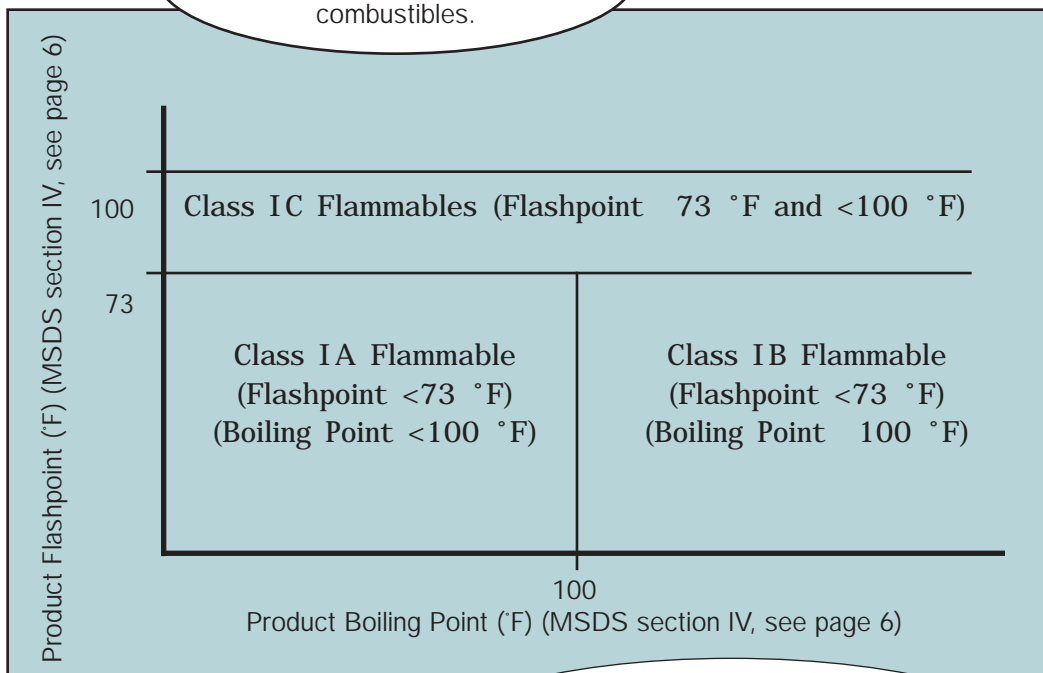 combustibles.
Product Flashpoint (°F) (MSDS section IV, see page 6)
100
Class IC Flammables (Flashpoint 73 °F and <100 °F)
73
Class IA Flammable
(Flashpoint <73 °F)
(Boiling Point <100 °F)
Class IB Flammable
(Flashpoint <73 °F)
(Boiling Point 100 °F)
100
Product Boiling Point (°F) (MSDS section IV, see page 6)